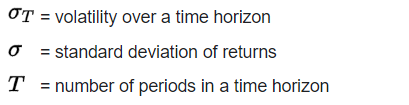 σT = volatility over a time horizon
σ = standard deviation of returns
T = number of periods in a time horizon